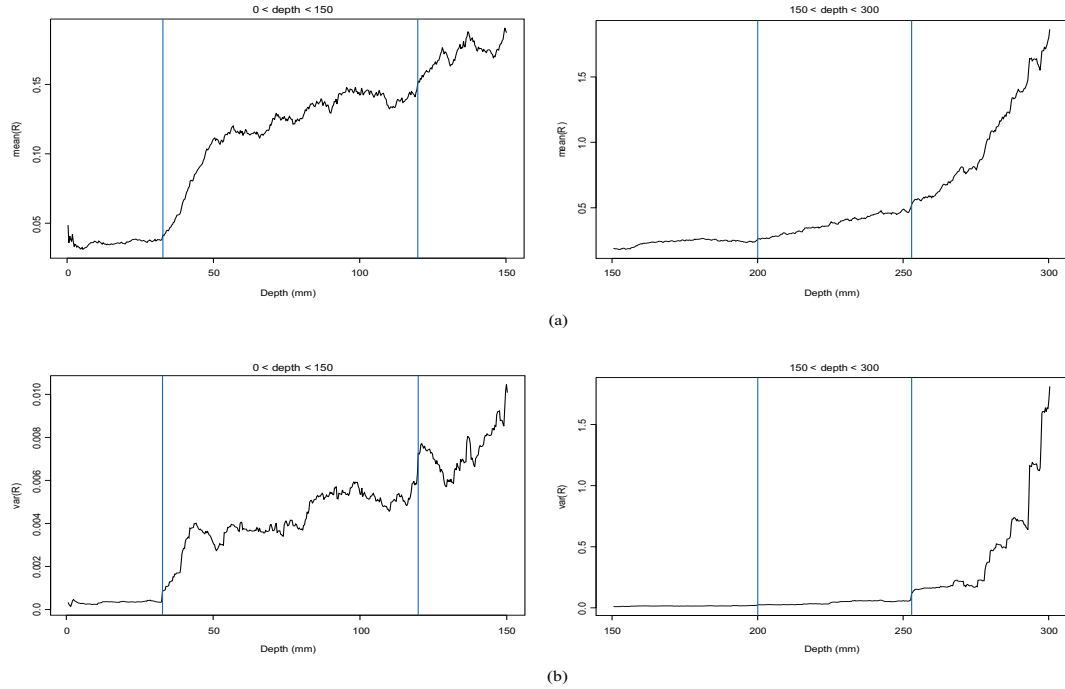 0 < depth < 150
mean(R)
0.15
0.10
0.05
0
50
100
150
Depth (mm)
150 < depth < 300
mean(R)
1.5
1.0
0.5
150
200
250
300
Depth (mm)
(a)
0 < depth < 150
var(R)
0.010
0.008
0.006
0.004
0.002
0.0
0
50
100
150
Depth (mm)
150 < depth < 300
var(R)
1.5
1.0
0.5
0.0
150
200
250
300
Depth (mm)
(b)